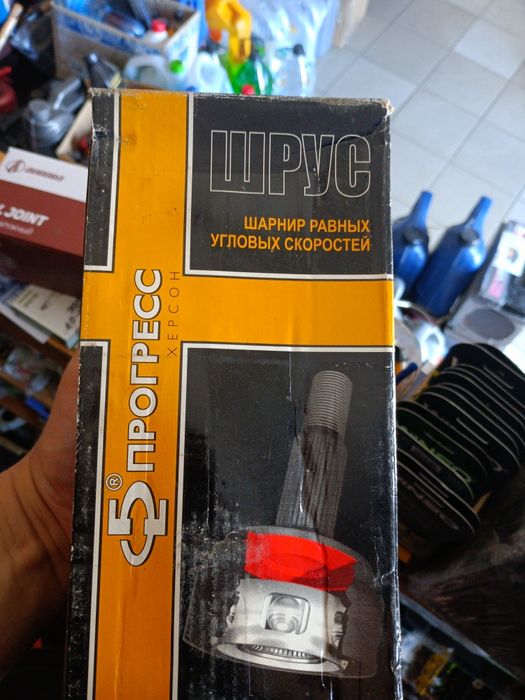 ШРУС
ШАРНИР РАВНЫХ
УГЛОВЫХ СКОРОСТЕЙ
ПРОГРЕСС
ХЕРСОН
®
JOINT